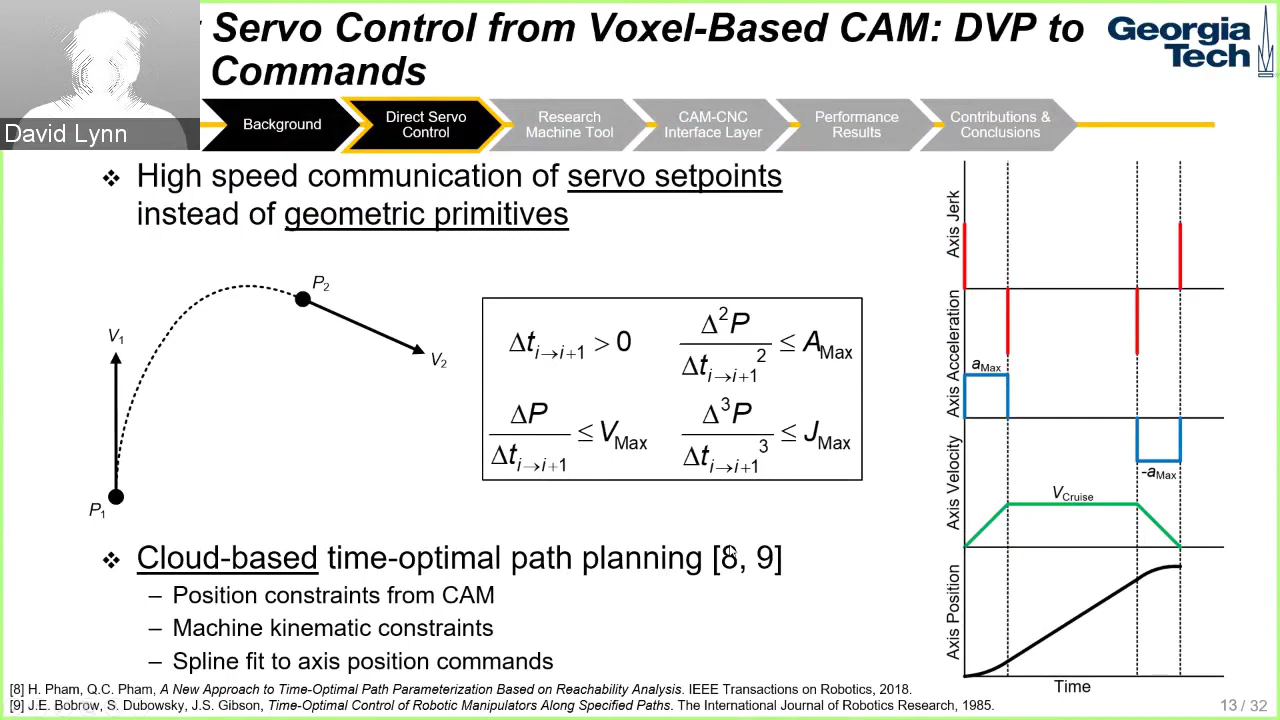 Servo Control from Voxel-Based CAM: DVP to
Commands
Georgia
Tech
David Lynn
Background
Direct Servo
Control
Research
Machine Tool
CAM-CNC
Interface Layer
Performance
Results
Contributions &
Conclusions
❖ High speed communication of servo setpoints
instead of geometric primitives
P2
V1
V2
P1
Δt i→i+1 > 0
Δ²P / Δt i→i+1 ² ≤ AMax
ΔP / Δt i→i+1 ≤ VMax
Δ³P / Δt i→i+1 ³ ≤ JMax
Axis Jerk
Axis Acceleration
aMax
-aMax
Axis Velocity
VCruise
Axis Position
Time
❖ Cloud-based time-optimal path planning [8, 9]
– Position constraints from CAM
– Machine kinematic constraints
– Spline fit to axis position commands
[8] H. Pham, Q.C. Pham, A New Approach to Time-Optimal Path Parameterization Based on Reachability Analysis. IEEE Transactions on Robotics, 2018.
[9] J.E. Bobrow, S. Dubowsky, J.S. Gibson, Time-Optimal Control of Robotic Manipulators Along Specified Paths. The International Journal of Robotics Research, 1985.
13 / 32